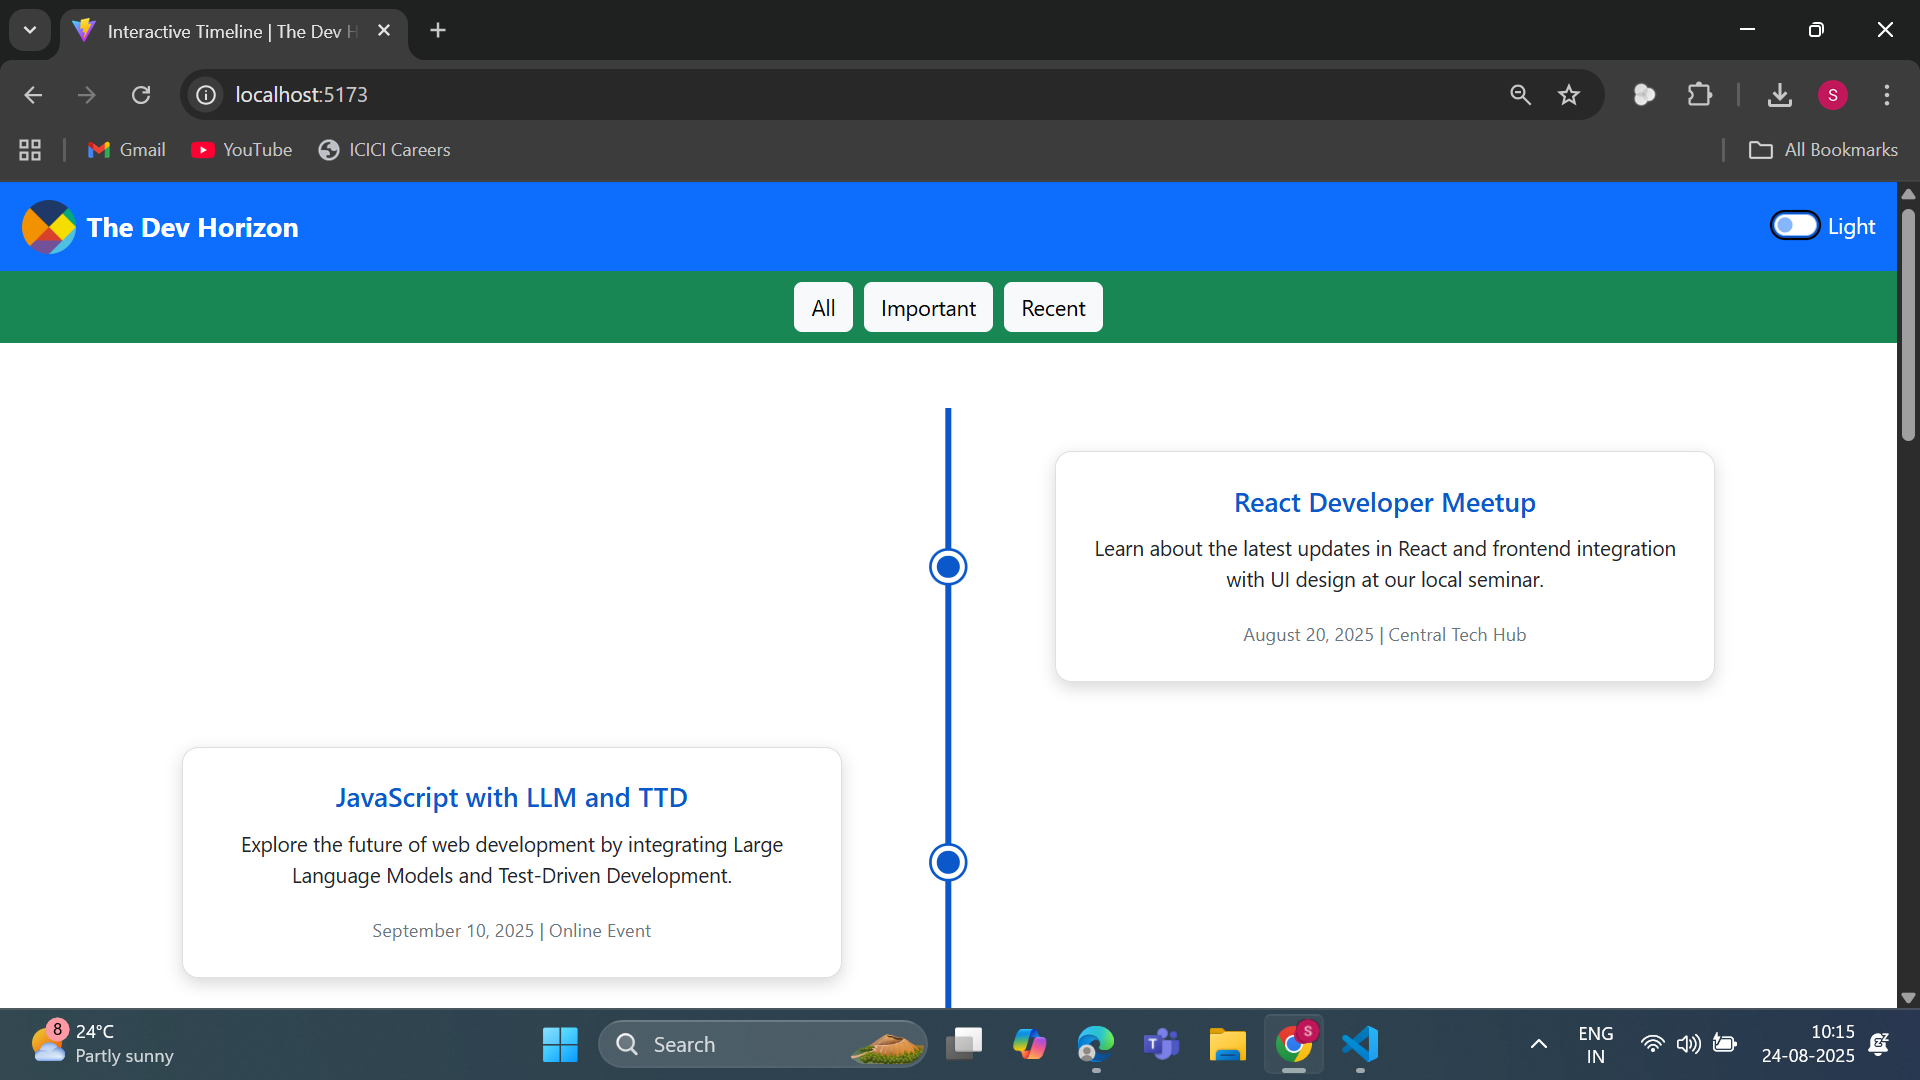 Interactive Timeline | The Dev H
localhost:5173
S
Gmail
YouTube
ICICI Careers
All Bookmarks
The Dev Horizon
Light
All
Important
Recent
React Developer Meetup
Learn about the latest updates in React and frontend integration
with UI design at our local seminar.
August 20, 2025 | Central Tech Hub
JavaScript with LLM and TTD
Explore the future of web development by integrating Large
Language Models and Test-Driven Development.
September 10, 2025 | Online Event
8
24°C
Partly sunny
Search
T
S
ENG
IN
10:15
24-08-2025